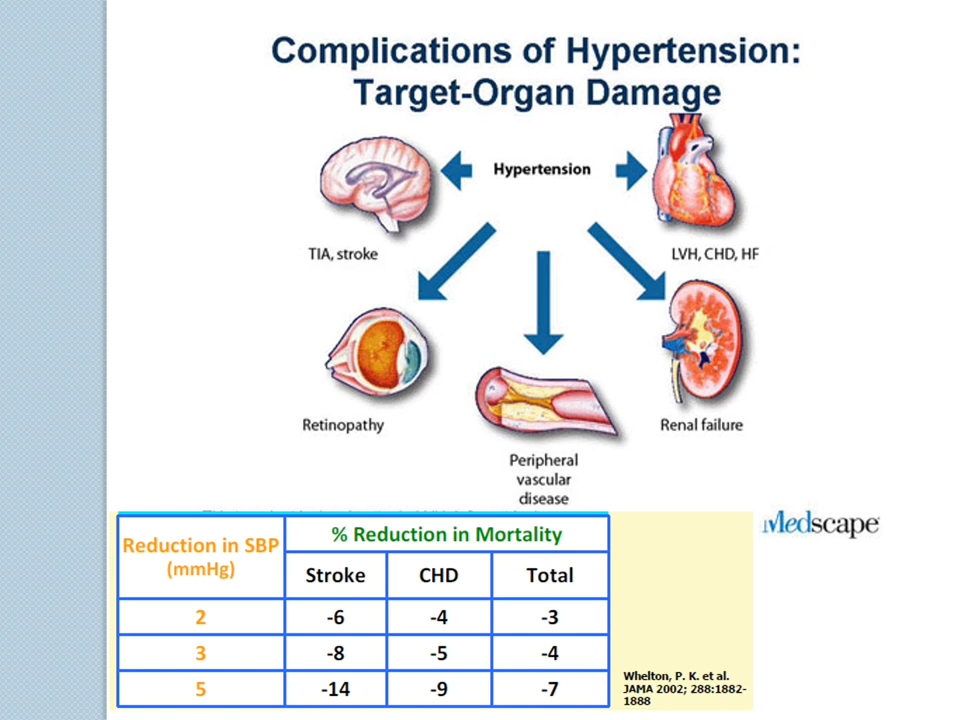 Complications of Hypertension:
Target-Organ Damage
Hypertension
TIA, stroke
LVH, CHD, HF
Retinopathy
Peripheral
vascular
disease
Renal failure
Medscape
Reduction in SBP
(mmHg)
% Reduction in Mortality
Stroke CHD Total
2 -6 -4 -3
3 -8 -5 -4
5 -14 -9 -7
Whelton, P. K. et al.
JAMA 2002; 288:1882-
1888